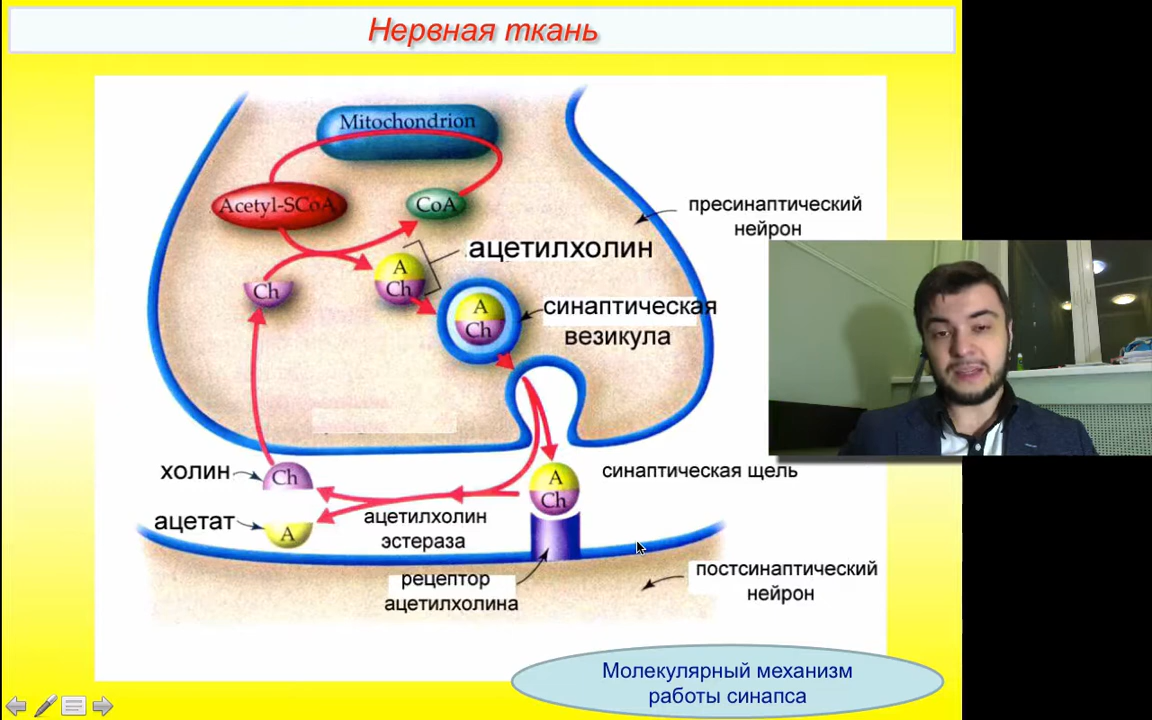 Нервная ткань
Mitochondrion
Acetyl-SCoA
CoA
пресинаптический
нейрон
ацетилхолин
A
Ch
Ch
синаптическая
везикула
A
Ch
холин
Ch
ацетат
A
ацетилхолин
эстераза
A
Ch
синаптическая щель
рецептор
ацетилхолина
постсинаптический
нейрон
Молекулярный механизм
работы синапса